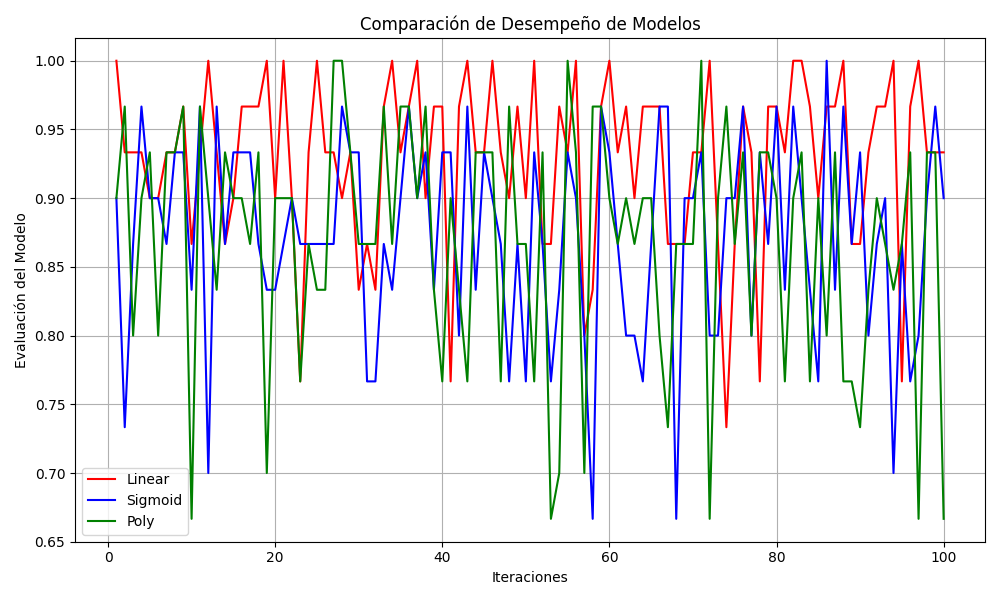 Comparación de Desempeño de Modelos
Evaluación del Modelo
1.00
0.95
0.90
0.85
0.80
0.75
0.70
0.65
Linear
Sigmoid
Poly
0 20 40 60 80 100
Iteraciones